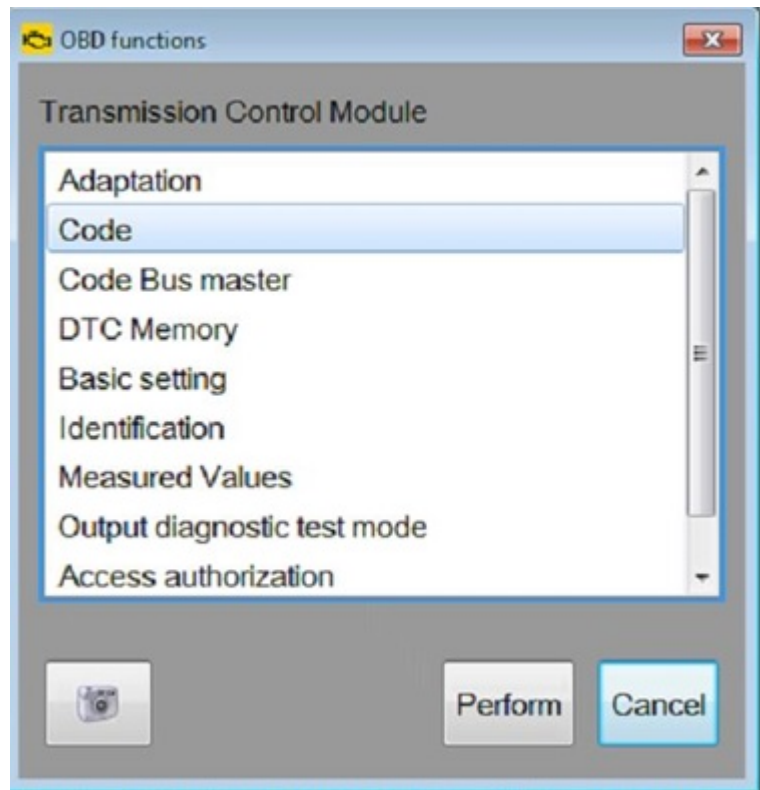 OBD functions
Transmission Control Module
Adaptation
Code
Code Bus master
DTC Memory
Basic setting
Identification
Measured Values
Output diagnostic test mode
Access authorization
Perform
Cancel